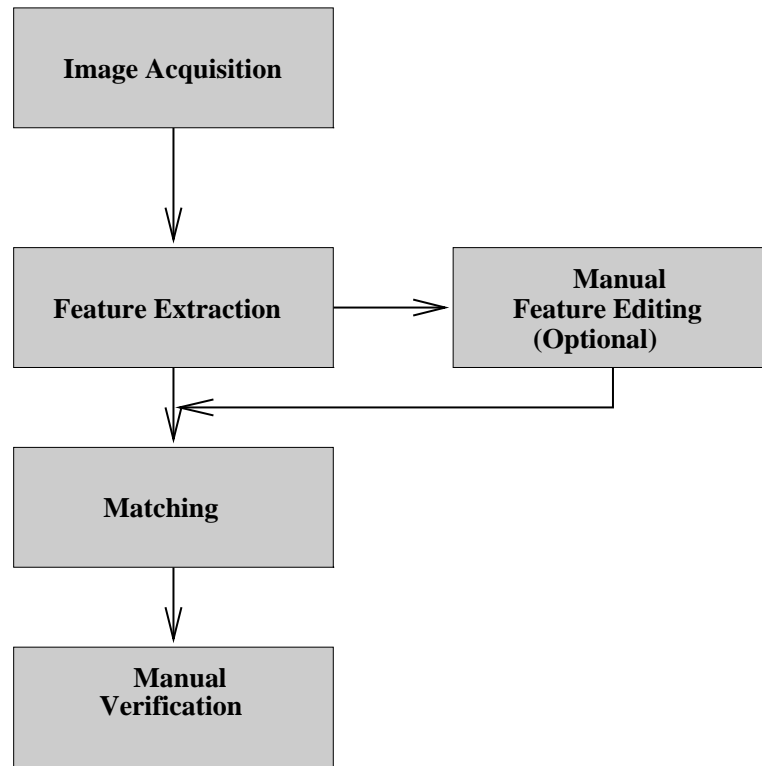 Image Acquisition
Feature Extraction
Manual
Feature Editing
(Optional)
Matching
Manual
Verification